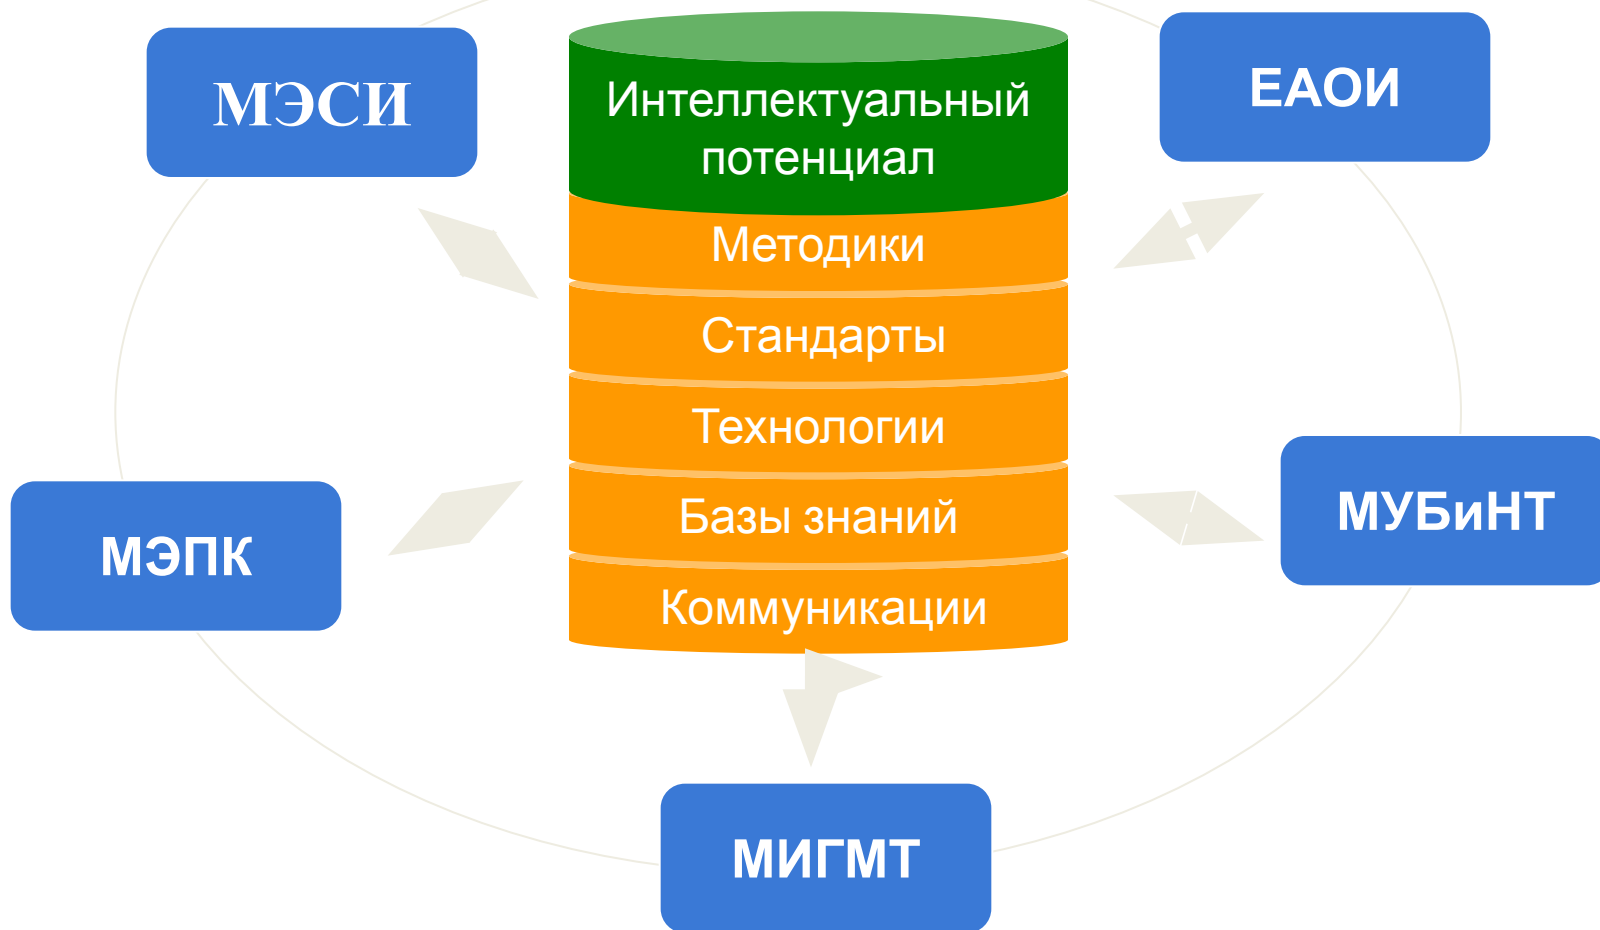 МЭСИ
ЕАОИ
Интеллектуальный
потенциал
Методики
Стандарты
Технологии
Базы знаний
Коммуникации
МЭПК
МУБиНТ
МИГМТ